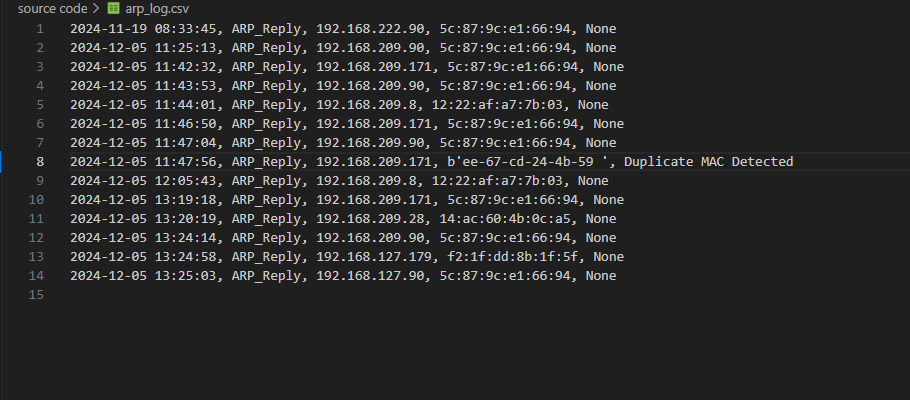 source code > arp_log.csv
1 2024-11-19 08:33:45, ARP_Reply, 192.168.222.90, 5c:87:9c:e1:66:94, None
2 2024-12-05 11:25:13, ARP_Reply, 192.168.209.90, 5c:87:9c:e1:66:94, None
3 2024-12-05 11:42:32, ARP_Reply, 192.168.209.171, 5c:87:9c:e1:66:94, None
4 2024-12-05 11:43:53, ARP_Reply, 192.168.209.90, 5c:87:9c:e1:66:94, None
5 2024-12-05 11:44:01, ARP_Reply, 192.168.209.8, 12:22:af:a7:7b:03, None
6 2024-12-05 11:46:50, ARP_Reply, 192.168.209.171, 5c:87:9c:e1:66:94, None
7 2024-12-05 11:47:04, ARP_Reply, 192.168.209.90, 5c:87:9c:e1:66:94, None
8 2024-12-05 11:47:56, ARP_Reply, 192.168.209.171, b'ee-67-cd-24-4b-59 ', Duplicate MAC Detected
9 2024-12-05 12:05:43, ARP_Reply, 192.168.209.8, 12:22:af:a7:7b:03, None
10 2024-12-05 13:19:18, ARP_Reply, 192.168.209.171, 5c:87:9c:e1:66:94, None
11 2024-12-05 13:20:19, ARP_Reply, 192.168.209.28, 14:ac:60:4b:0c:a5, None
12 2024-12-05 13:24:14, ARP_Reply, 192.168.209.90, 5c:87:9c:e1:66:94, None
13 2024-12-05 13:24:58, ARP_Reply, 192.168.127.179, f2:1f:dd:8b:1f:5f, None
14 2024-12-05 13:25:03, ARP_Reply, 192.168.127.90, 5c:87:9c:e1:66:94, None
15